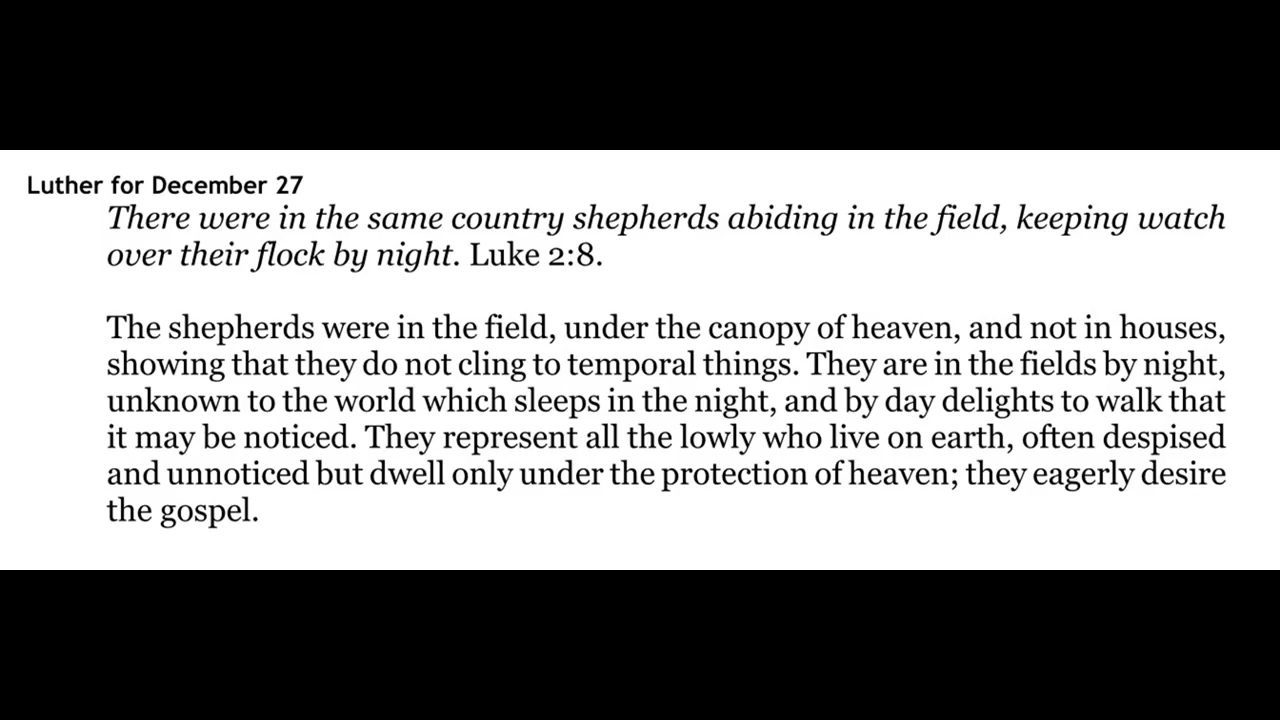 Luther for December 27
There were in the same country shepherds abiding in the field, keeping watch
over their flock by night. Luke 2:8.
The shepherds were in the field, under the canopy of heaven, and not in houses,
showing that they do not cling to temporal things. They are in the fields by night,
unknown to the world which sleeps in the night, and by day delights to walk that
it may be noticed. They represent all the lowly who live on earth, often despised
and unnoticed but dwell only under the protection of heaven; they eagerly desire
the gospel.